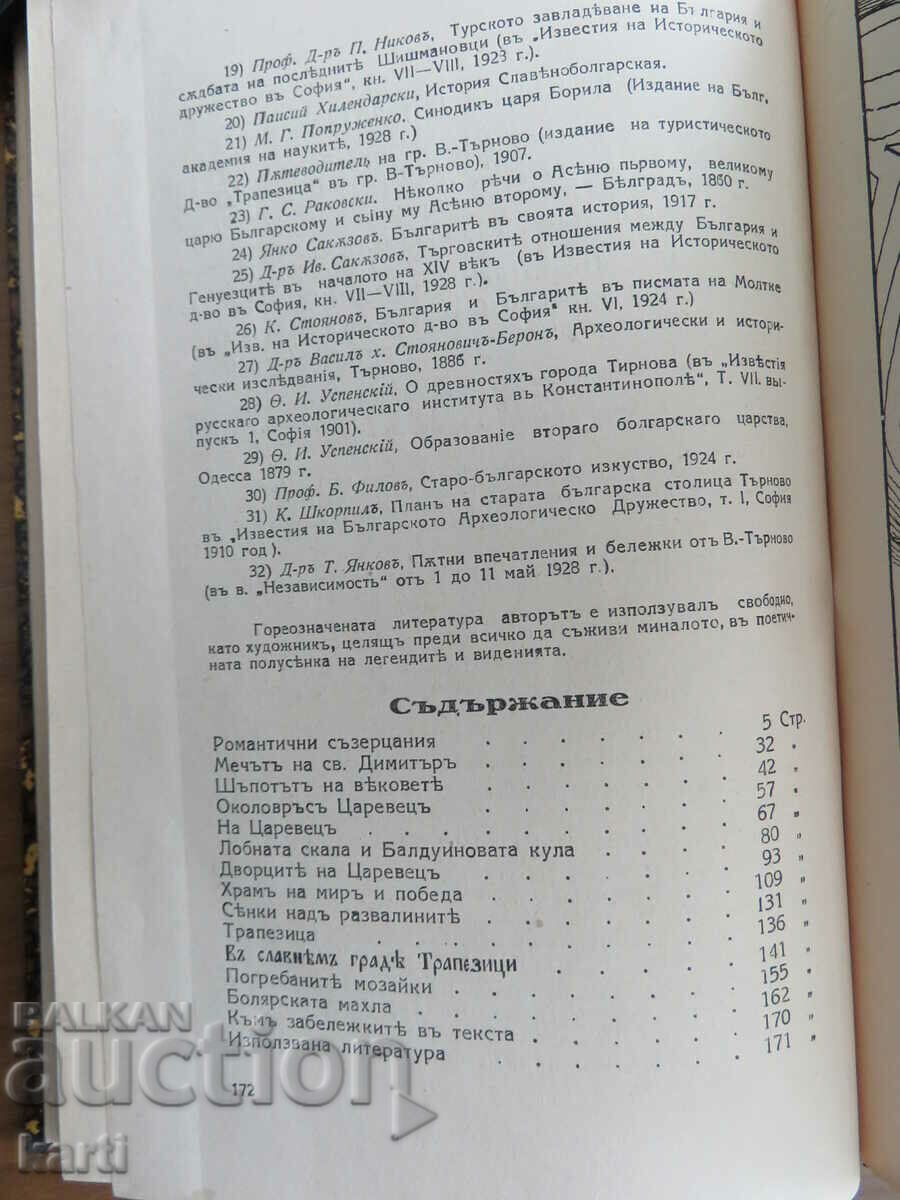 19) Проф. Д-ръ П. Никовъ, Турското завладѣване на България и
сѫдбата на последнитѣ Шишмановци (въ „Известия на Историческото
дружество въ София“, кн. VII—VIII, 1923 г.).
20) Паисий Хилендарски, История Славѣноболгарская.
21) М. Г. Попруженко. Синодикъ царя Борила (Издание на Бълг,
академия на наукитѣ, 1928 г.)
22) Пѫтеводитель на гр. В.-Търново (издание на туристическото
Д-во „Трапезица“ въ гр. В-Търново), 1907.
23) Г. С. Раковски. Нѣколко рѣчи о Асѣню първому, великому
царю Българскому и сыну му Асѣню второму, — Бѣлградъ, 1860 г.
24) Янко Сакѫзовъ. Българитѣ въ своята история, 1917 г.
25) Д-ръ Ив. Сакѫзовъ, Търговскитѣ отношения между България и
Генуезцитѣ въ началото на XIV вѣкъ (въ Известия на Историческото
д-во въ София, кн. VII—VIII, 1928 г.).
26) К. Стояновъ, България и Българитѣ въ писмата на Молтке
(въ „Изв. на Историческото д-во въ София“ кн. VI, 1924 г.)
27) Д-ръ Василъ х. Стояновичъ-Беронъ, Археологически и истори-
чески изследвания, Търново, 1886 г.
28) Ѳ. И. Успенскій, О древностяхъ города Тирнова (въ „Извѣстія
русскаго археологическаго института въ Константинополѣ“, Т. VII. вы-
пускъ 1, Софія 1901).
29) Ѳ. И. Успенскій, Образованіе втораго болгарскаго царства,
Одесса 1879 г.
30) Проф. Б. Филовъ, Старо-българското изкуство, 1924 г.
31) К. Шкорпилъ, Планъ на старата българска столица Търново
въ „Известия на Българското Археологическо Дружество, т. I, София
1910 год).
32) Д-ръ Т. Янковъ, Пѫтни впечатления и бележки отъ В.-Търново
(въ в. „Независимость“ отъ 1 до 11 май 1928 г.).
Гореозначената литература авторътъ е използувалъ свободно,
като художникъ, целящъ преди всичко да съживи миналото, въ поетич-
ната полусѣнка на легендитѣ и виденията.
Съдържание
Романтични съзерцания . . . . . . . 5 Стр.
Мечътъ на св. Димитъръ . . . . . . . 32 „
Шъпотътъ на вѣковетѣ . . . . . . . 42 „
Околовръсъ Царевецъ . . . . . . . 57 „
На Царевецъ . . . . . . . . . . 67 „
Лобната скала и Балдуиновата кула . . . . 80 „
Дворцитѣ на Царевецъ . . . . . . . 93 „
Храмъ на миръ и победа . . . . . . . 109 „
Сѣнки надъ развалинитѣ . . . . . . . 131 „
Трапезица . . . . . . . . . . 136 „
Въ славнѣмъ градѣ Трапезици . . . . . 141 „
Погребанитѣ мозайки . . . . . . . . 155 „
Болярската махла . . . . . . . . 162 „
Къмъ забележкитѣ въ текста . . . . . . 170 „
Използвана литература . . . . . . . 171 „
172
BALKAN
auction
karti